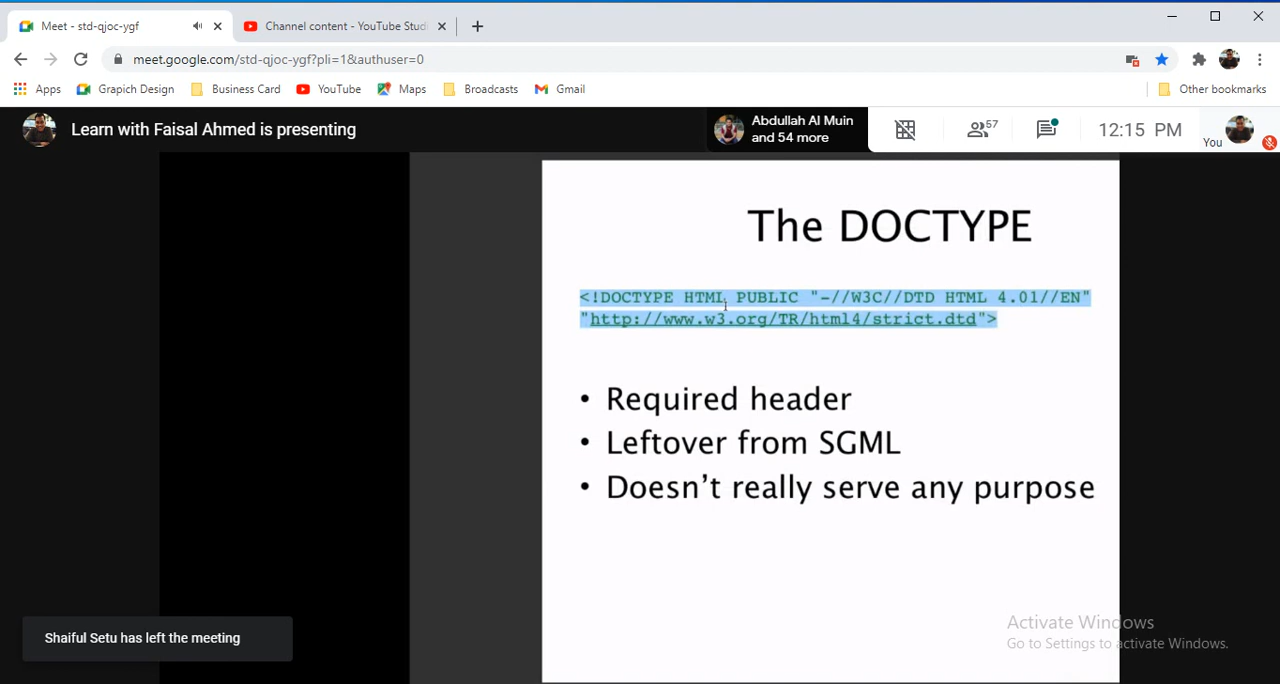 Meet - std-qjoc-ygf
Channel content - YouTube Studi
meet.google.com/std-qjoc-ygf?pli=1&authuser=0
Apps Grapich Design Business Card YouTube Maps Broadcasts Gmail Other bookmarks
Learn with Faisal Ahmed is presenting
Abdullah Al Muin
and 54 more
57
12:15 PM
You
The DOCTYPE
<!DOCTYPE HTML PUBLIC "-//W3C//DTD HTML 4.01//EN"
"http://www.w3.org/TR/html4/strict.dtd">
• Required header
• Leftover from SGML
• Doesn't really serve any purpose
Shaiful Setu has left the meeting
Activate Windows
Go to Settings to activate Windows.